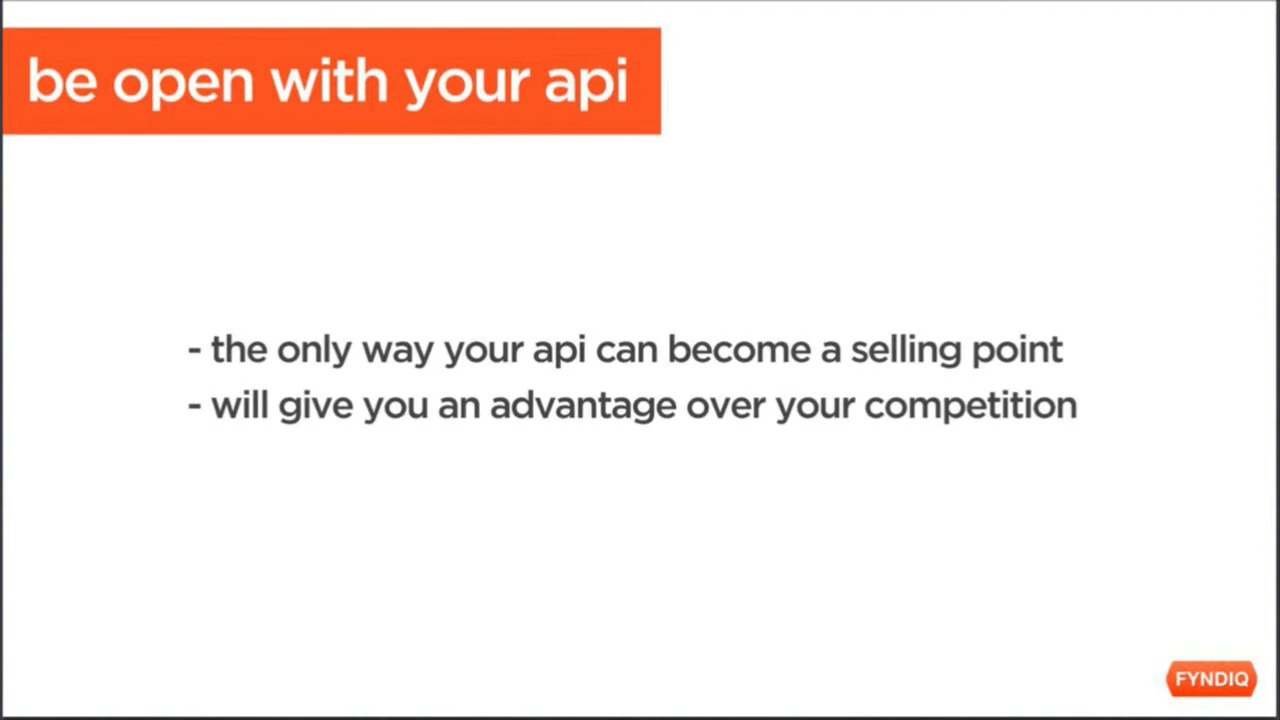 be open with your api
- the only way your api can become a selling point
- will give you an advantage over your competition
FYNDIQ